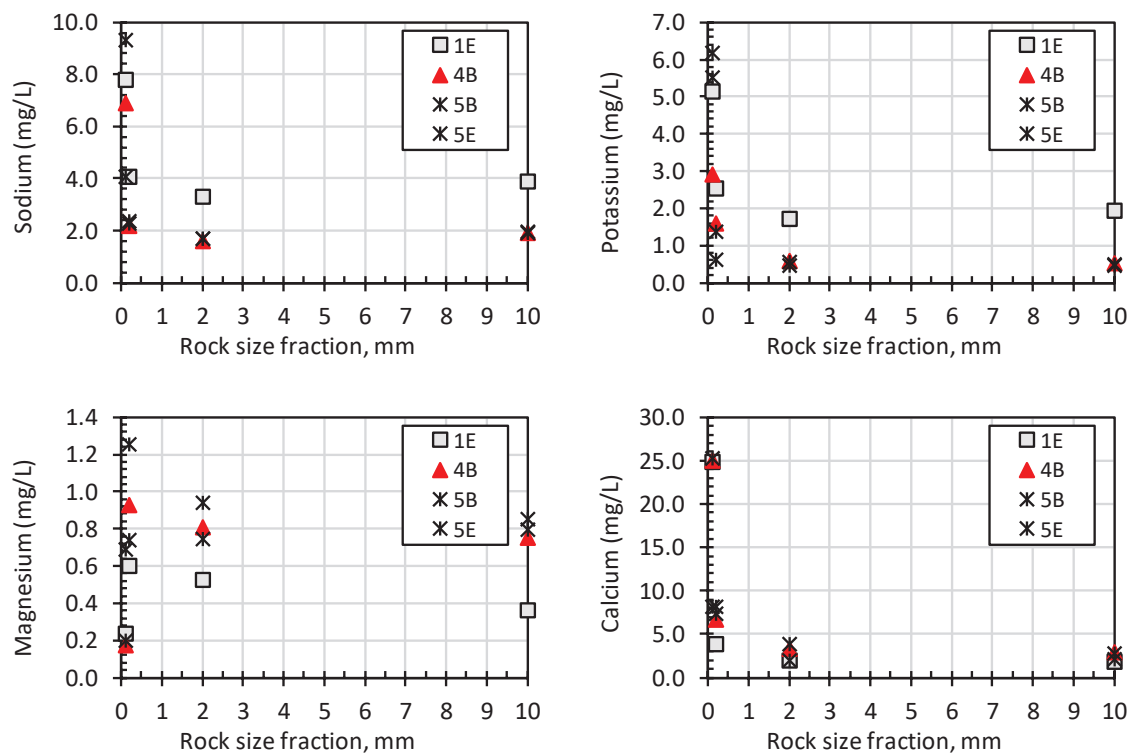 Sodium (mg/L)
10.0
8.0
6.0
4.0
2.0
0.0
1E
4B
5B
5E
0 1 2 3 4 5 6 7 8 9 10
Rock size fraction, mm
Potassium (mg/L)
7.0
6.0
5.0
4.0
3.0
2.0
1.0
0.0
1E
4B
5B
5E
0 1 2 3 4 5 6 7 8 9 10
Rock size fraction, mm
Magnesium (mg/L)
1.4
1.2
1.0
0.8
0.6
0.4
0.2
0.0
1E
4B
5B
5E
0 1 2 3 4 5 6 7 8 9 10
Rock size fraction, mm
Calcium (mg/L)
30.0
25.0
20.0
15.0
10.0
5.0
0.0
1E
4B
5B
5E
0 1 2 3 4 5 6 7 8 9 10
Rock size fraction, mm